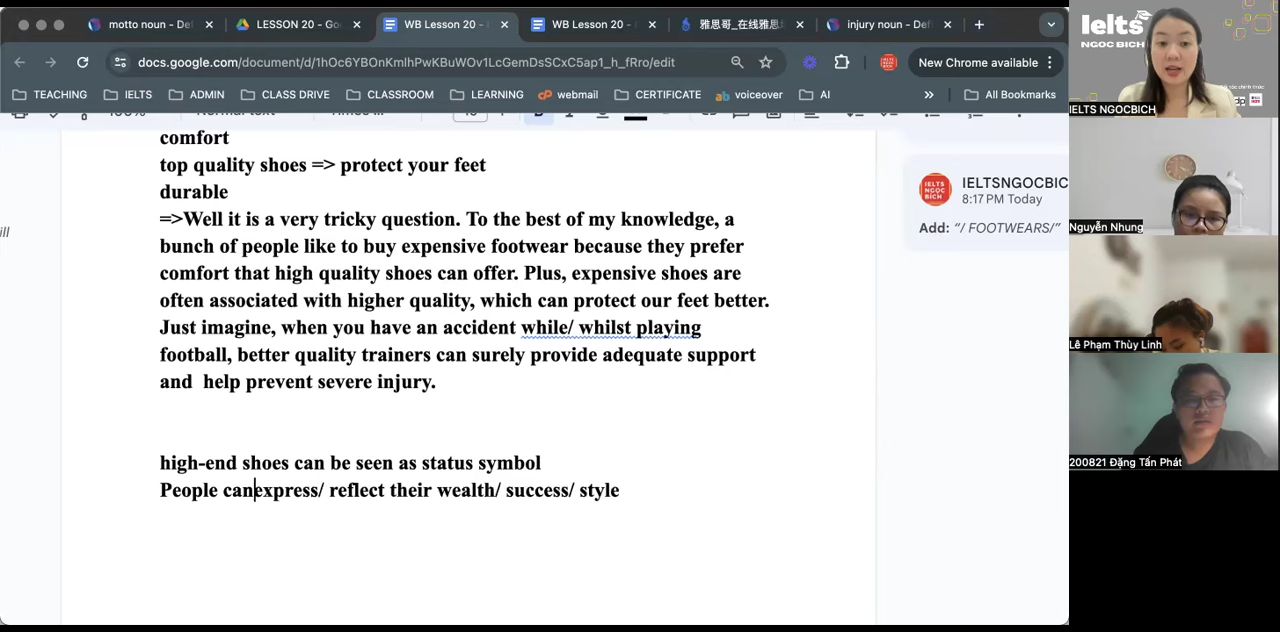 motto noun - De
LESSON 20 - Go
WB Lesson 20 -
WB Lesson 20 -
雅思哥_在线雅思
injury noun - Def
docs.google.com/document/d/1hOc6YBOnKmlhPwKBuWOv1LcGemDsSCxC5ap1_h_fRro/edit
New Chrome available
TEACHING
IELTS
ADMIN
CLASS DRIVE
CLASSROOM
LEARNING
webmail
CERTIFICATE
voiceover
AI
»
All Bookmarks
comfort
top quality shoes => protect your feet
durable
=>Well it is a very tricky question. To the best of my knowledge, a
bunch of people like to buy expensive footwear because they prefer
comfort that high quality shoes can offer. Plus, expensive shoes are
often associated with higher quality, which can protect our feet better.
Just imagine, when you have an accident while/ whilst playing
football, better quality trainers can surely provide adequate support
and help prevent severe injury.
high-end shoes can be seen as status symbol
People canexpress/ reflect their wealth/ success/ style
ill
IELTS NGOC BICH
IELTSNGOCBIC
8:17 PM Today
Add: "/ FOOTWEARS/"
Ielts
NGOC BICH
IELTS NGOCBICH
Nguyễn Nhung
Lê Phạm Thùy Linh
200821 Đặng Tấn Phát